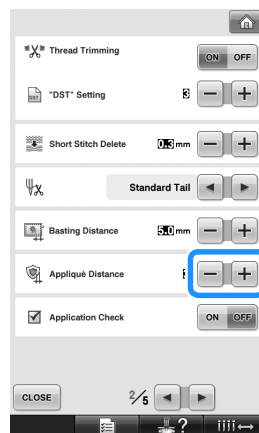 Thread Trimming
ON OFF
DST
"DST" Setting
3
Short Stitch Delete
0.3 mm
Standard Tail
Basting Distance
5.0 mm
Appliqué Distance
Application Check
ON OFF
CLOSE
2/5
?